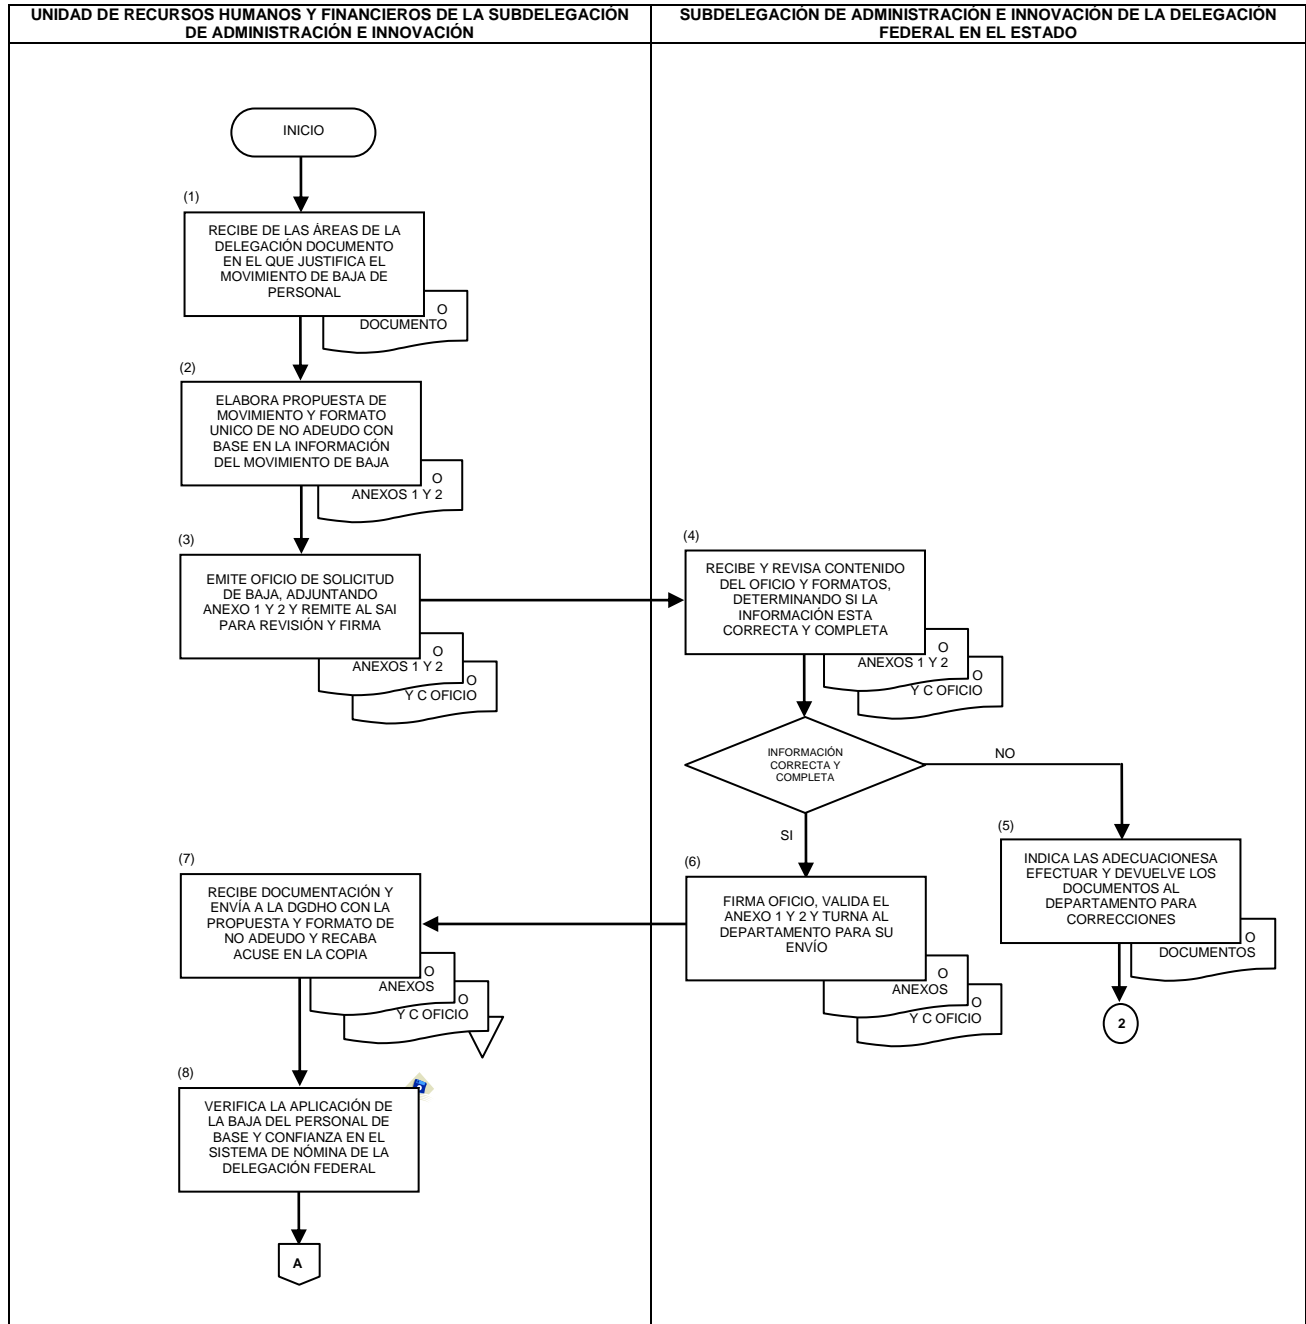 UNIDAD DE RECURSOS HUMANOS Y FINANCIEROS DE LA SUBDELEGACIÓN
DE ADMINISTRACIÓN E INNOVACIÓN
SUBDELEGACIÓN DE ADMINISTRACIÓN E INNOVACIÓN DE LA DELEGACIÓN
FEDERAL EN EL ESTADO
INICIO
(1)
RECIBE DE LAS ÁREAS DE LA
DELEGACIÓN DOCUMENTO
EN EL QUE JUSTIFICA EL
MOVIMIENTO DE BAJA DE
PERSONAL
O
DOCUMENTO
(2)
ELABORA PROPUESTA DE
MOVIMIENTO Y FORMATO
UNICO DE NO ADEUDO CON
BASE EN LA INFORMACIÓN
DEL MOVIMIENTO DE BAJA
O
ANEXOS 1 Y 2
(3)
EMITE OFICIO DE SOLICITUD
DE BAJA, ADJUNTANDO
ANEXO 1 Y 2 Y REMITE AL SAI
PARA REVISIÓN Y FIRMA
O
ANEXOS 1 Y 2
O
Y C OFICIO
(4)
RECIBE Y REVISA CONTENIDO
DEL OFICIO Y FORMATOS,
DETERMINANDO SI LA
INFORMACIÓN ESTA
CORRECTA Y COMPLETA
O
ANEXOS 1 Y 2
O
Y C OFICIO
INFORMACIÓN
CORRECTA Y
COMPLETA
NO
SI
(5)
INDICA LAS ADECUACIONESA
EFECTUAR Y DEVUELVE LOS
DOCUMENTOS AL
DEPARTAMENTO PARA
CORRECCIONES
O
DOCUMENTOS
2
(6)
FIRMA OFICIO, VALIDA EL
ANEXO 1 Y 2 Y TURNA AL
DEPARTAMENTO PARA SU
ENVÍO
O
ANEXOS
O
Y C OFICIO
(7)
RECIBE DOCUMENTACIÓN Y
ENVÍA A LA DGDHO CON LA
PROPUESTA Y FORMATO DE
NO ADEUDO Y RECABA
ACUSE EN LA COPIA
O
ANEXOS
O
Y C OFICIO
(8)
VERIFICA LA APLICACIÓN DE
LA BAJA DEL PERSONAL DE
BASE Y CONFIANZA EN EL
SISTEMA DE NÓMINA DE LA
DELEGACIÓN FEDERAL
A